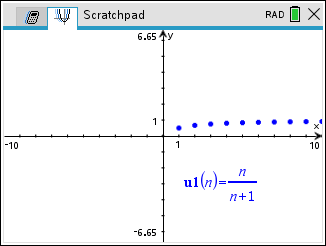 Scratchpad RAD
6.65 y
1 x
-10 1 10
u1(n)=n/(n+1)
-6.65